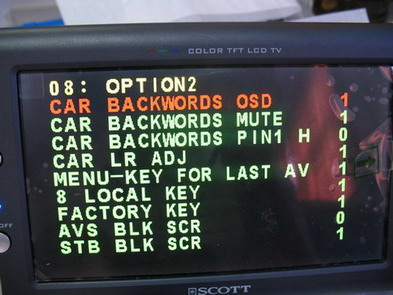 COLOR TFT LCD TV
08: OPTION2
CAR BACKWORDS OSD 1
CAR BACKWORDS MUTE 1
CAR BACKWORDS PIN1 H 0
CAR LR ADJ 1
MENU-KEY FOR LAST AV 1
8 LOCAL KEY 1
FACTORY KEY 1
AVS BLK SCR 0
STB BLK SCR 1
OFF
SCOTT